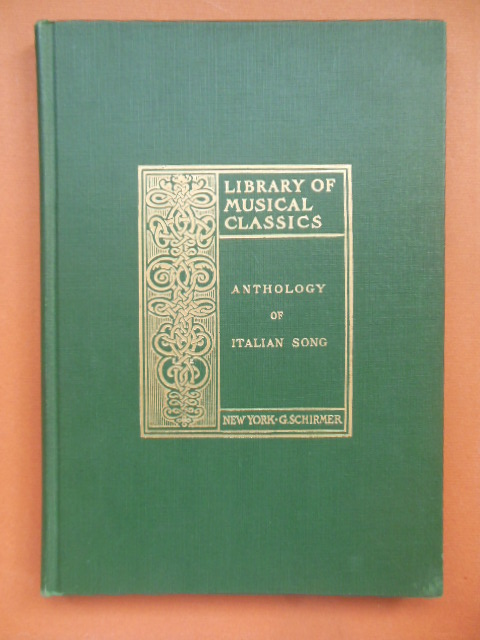 LIBRARY OF
MUSICAL
CLASSICS
ANTHOLOGY
OF
ITALIAN SONG
NEW YORK · G. SCHIRMER